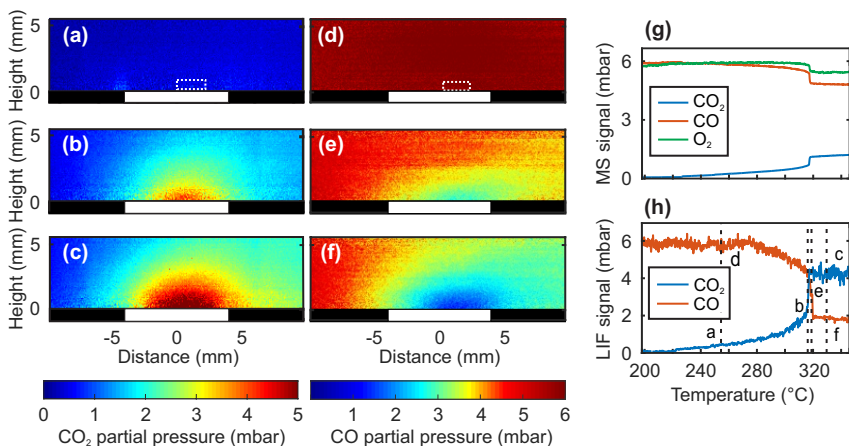 (a)
(d)
(g)
Height (mm)
5
0
MS signal (mbar)
6
3
0
CO₂
CO
O₂
(b)
(e)
Height (mm)
5
0
(h)
(c)
(f)
Height (mm)
5
0
-5 0 5
Distance (mm)
-5 0 5
Distance (mm)
LIF signal (mbar)
6
4
2
0
CO₂
CO
a
d
b
e
c
f
200 240 280 320
Temperature (°C)
0 1 2 3 4 5
CO₂ partial pressure (mbar)
1 2 3 4 5 6
CO partial pressure (mbar)